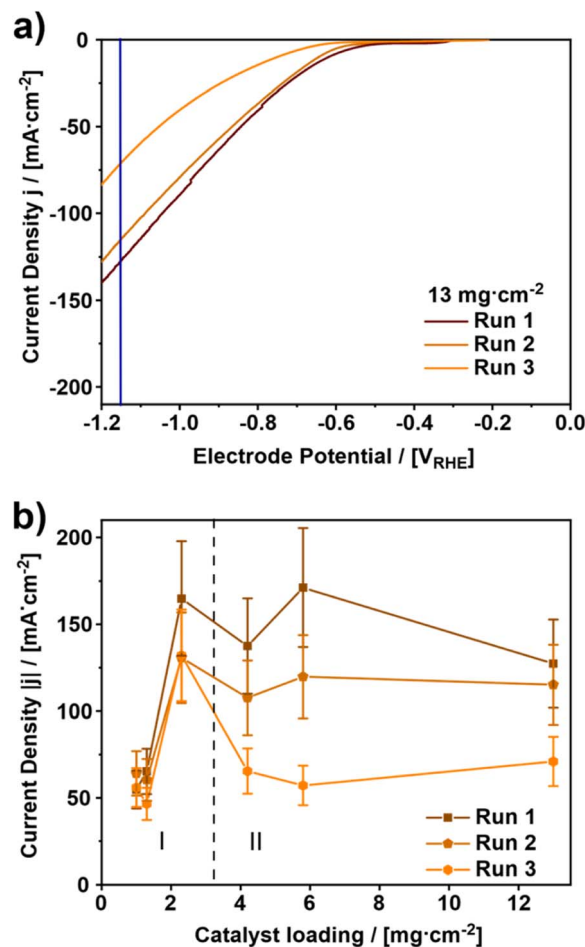 a)
0
-50
-100
-150
-200
Current Density j / [mA·cm⁻²]
13 mg·cm⁻²
Run 1
Run 2
Run 3
-1.2 -1.0 -0.8 -0.6 -0.4 -0.2 0.0
Electrode Potential / [V_RHE]
b)
200
150
100
50
0
Current Density |j| / [mA·cm⁻²]
I II
Run 1
Run 2
Run 3
0 2 4 6 8 10 12
Catalyst loading / [mg·cm⁻²]